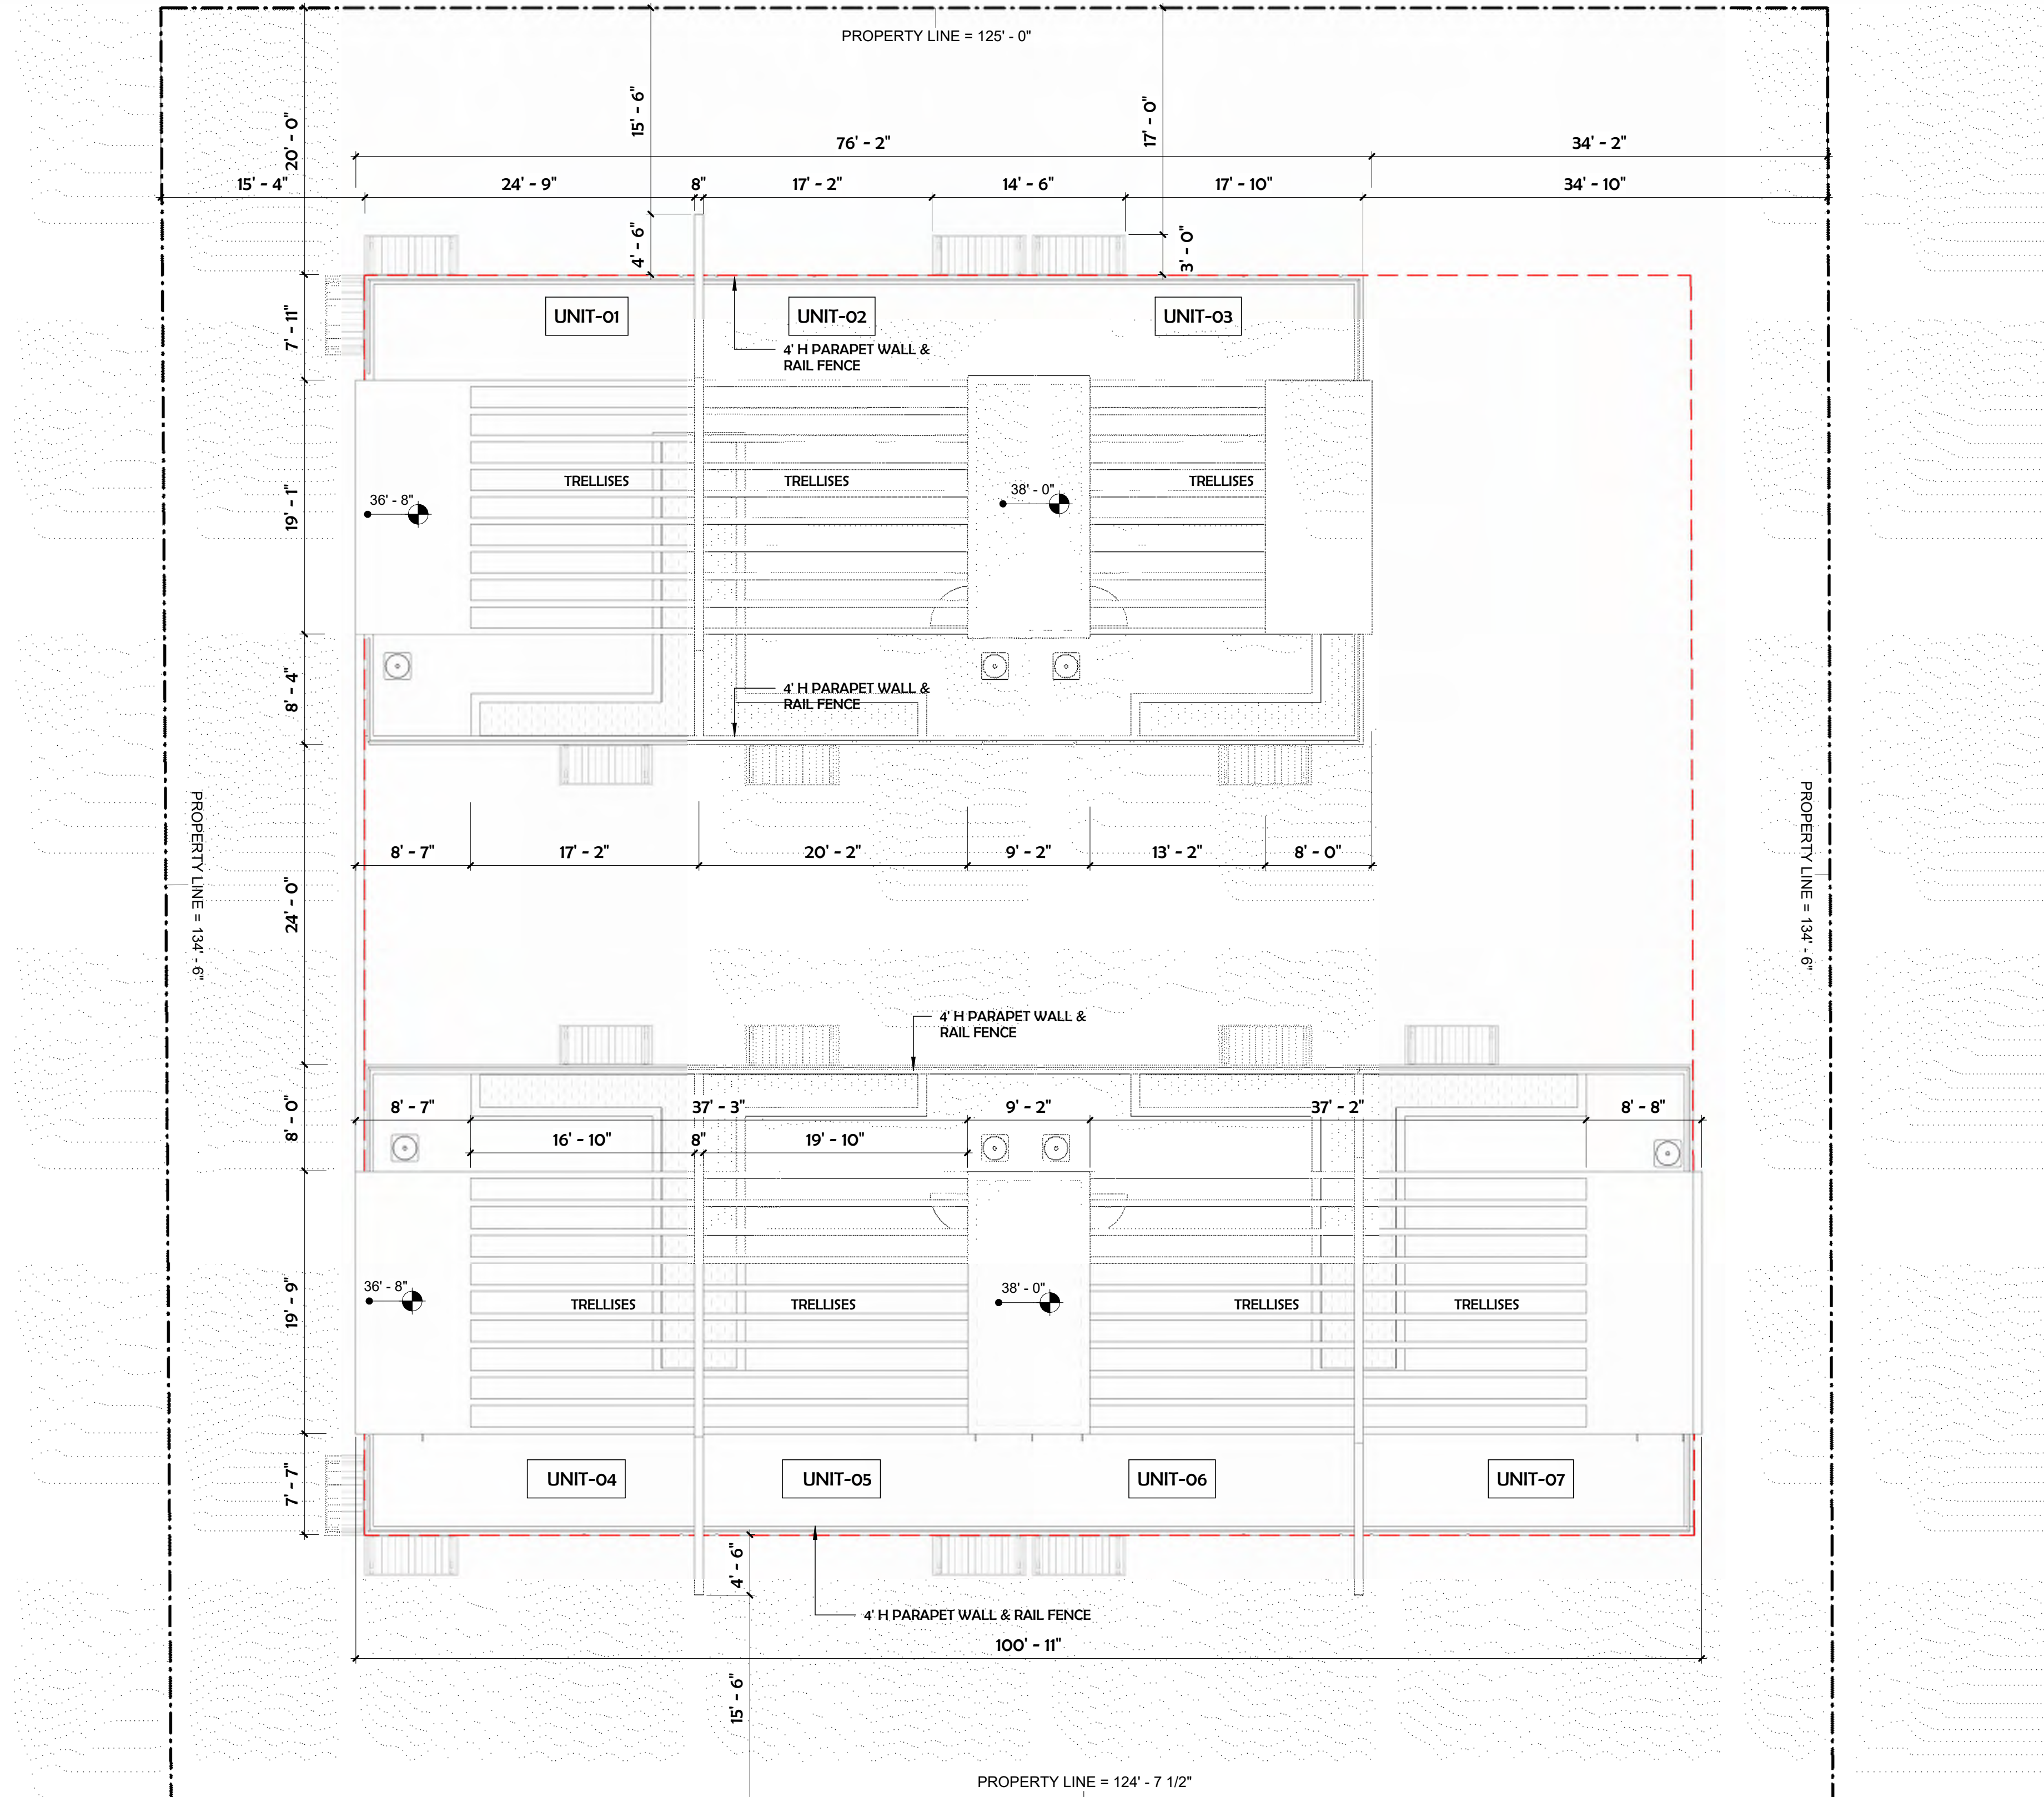 PROPERTY LINE = 125' - 0"
20' - 0"
15' - 6"
17' - 0"
76' - 2"
34' - 2"
15' - 4"
24' - 9"
8"
17' - 2"
14' - 6"
17' - 10"
34' - 10"
4' - 6"
3' - 0"
7' - 11"
UNIT-01
UNIT-02
UNIT-03
4' H PARAPET WALL &
RAIL FENCE
19' - 1"
TRELLISES
TRELLISES
TRELLISES
36' - 8"
38' - 0"
8' - 4"
4' H PARAPET WALL &
RAIL FENCE
PROPERTY LINE = 134' - 6"
PROPERTY LINE = 134' - 6"
8' - 7"
17' - 2"
20' - 2"
9' - 2"
13' - 2"
8' - 0"
24' - 0"
4' H PARAPET WALL &
RAIL FENCE
8' - 0"
8' - 7"
37' - 3"
9' - 2"
37' - 2"
8' - 8"
16' - 10"
8"
19' - 10"
19' - 9"
36' - 8"
38' - 0"
TRELLISES
TRELLISES
TRELLISES
TRELLISES
7' - 7"
UNIT-04
UNIT-05
UNIT-06
UNIT-07
4' - 6"
4' H PARAPET WALL & RAIL FENCE
100' - 11"
15' - 6"
PROPERTY LINE = 124' - 7 1/2"